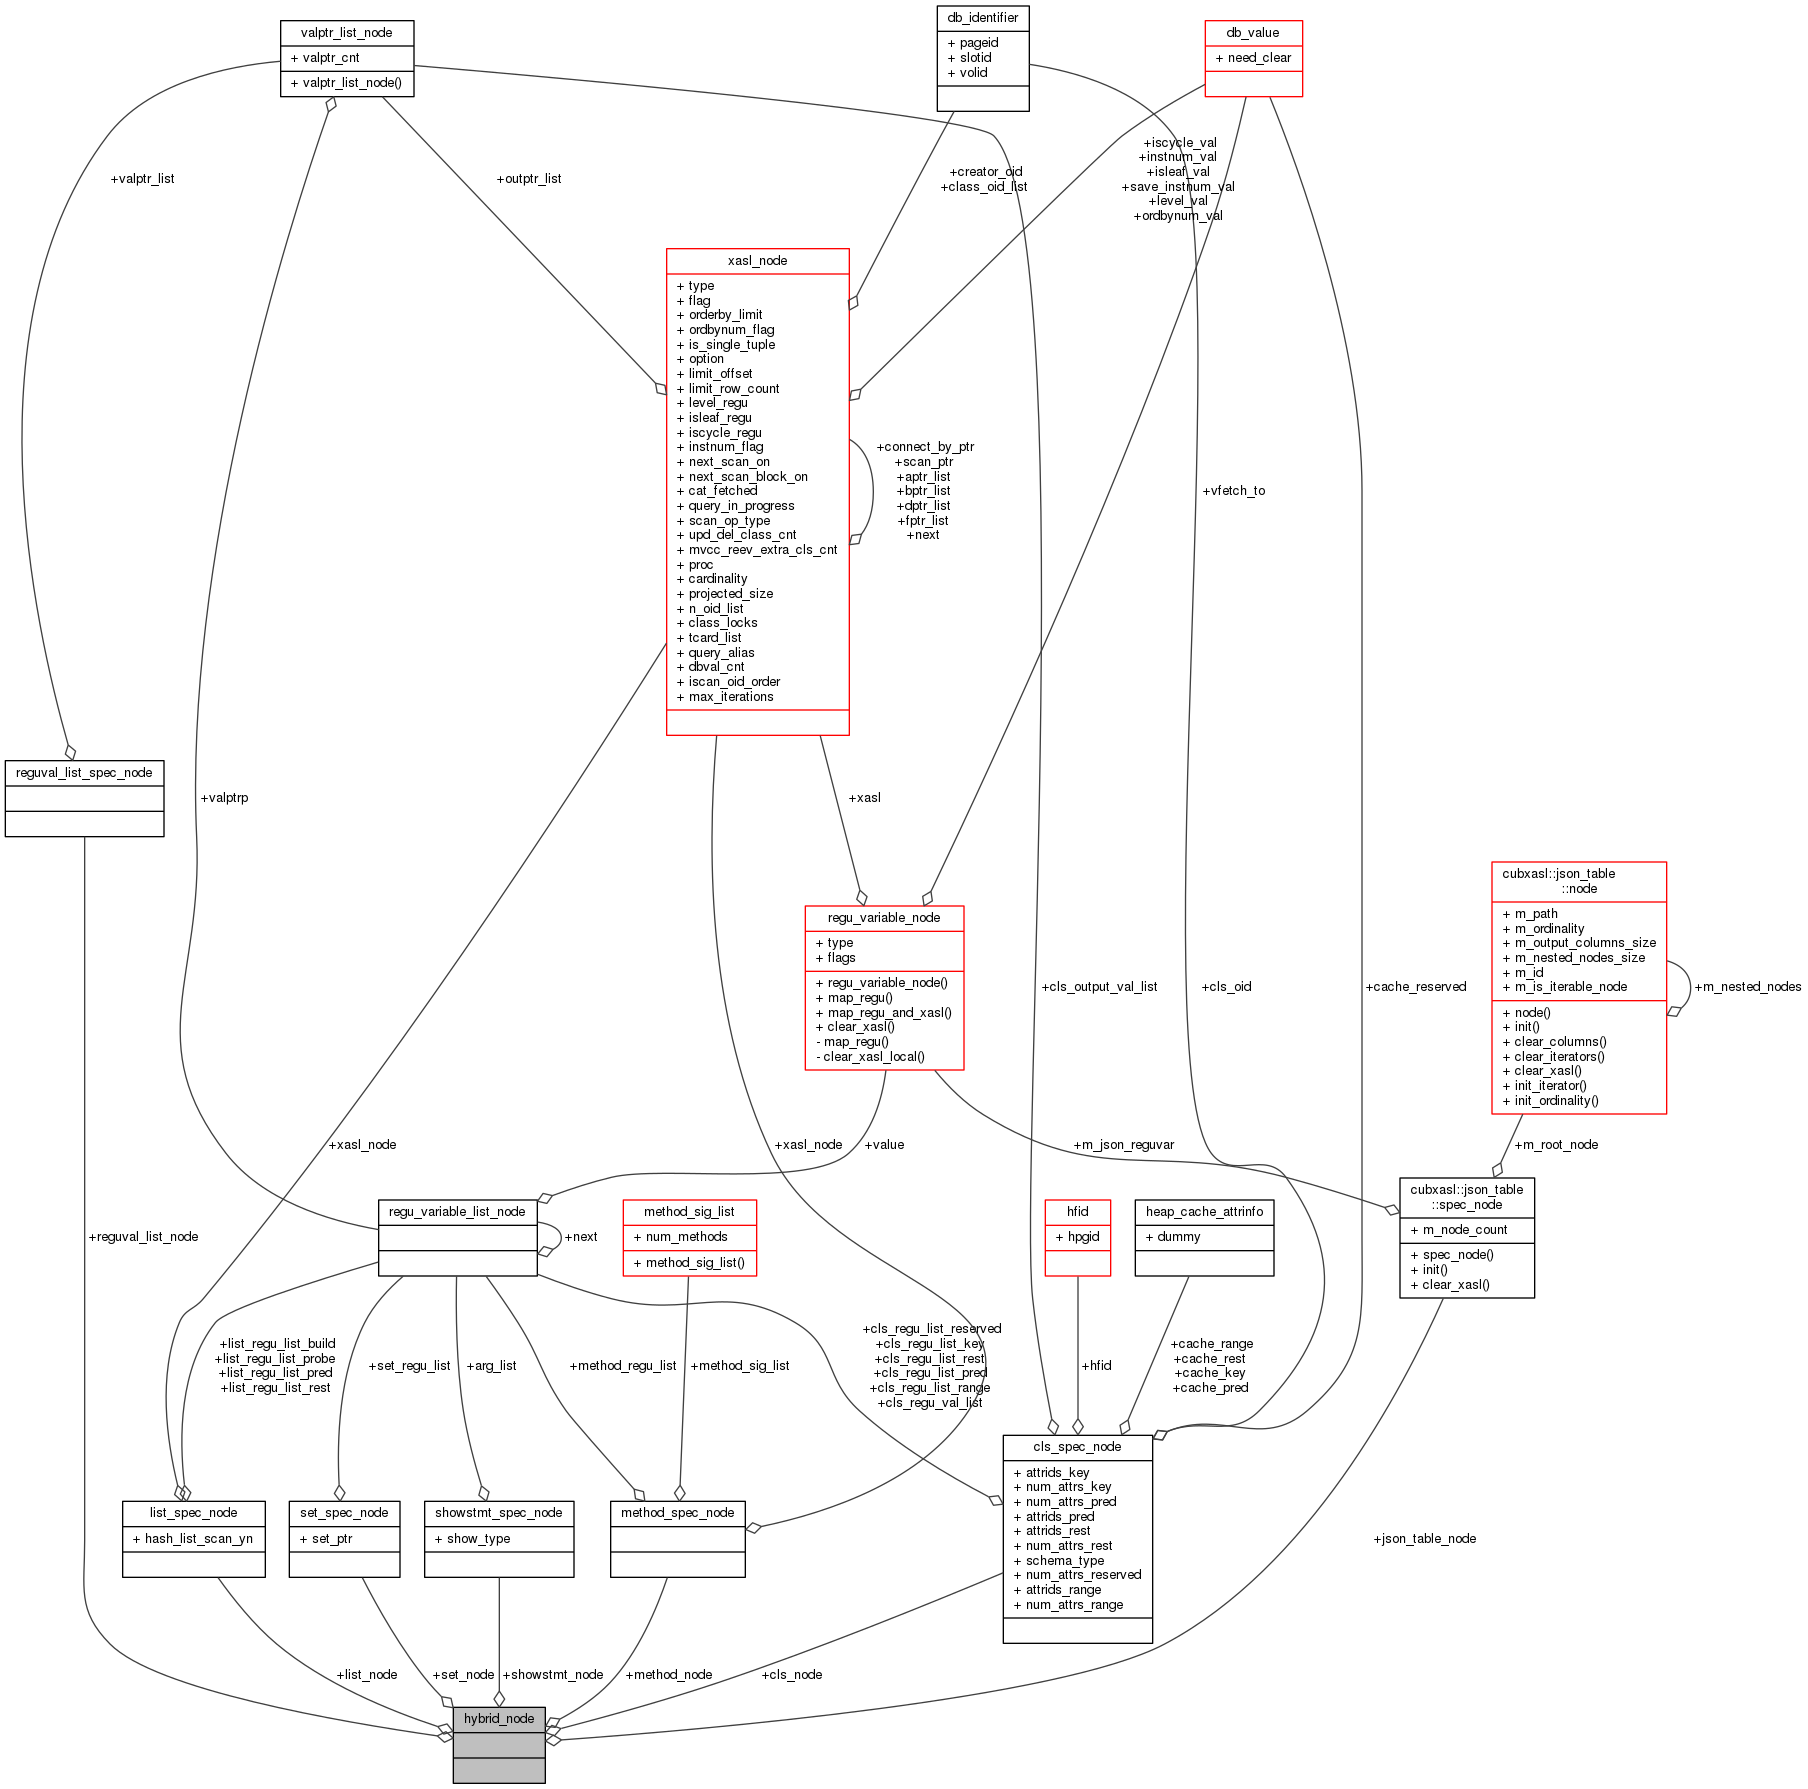 valptr_list_node
+ valptr_cnt
+ valptr_list_node()
db_identifier
+ pageid
+ slotid
+ volid
db_value
+ need_clear
+valptr_list
+outptr_list
+creator_oid
+class_oid_list
+iscycle_val
+instnum_val
+isleaf_val
+save_instnum_val
+level_val
+ordbynum_val
xasl_node
+ type
+ flag
+ orderby_limit
+ ordbynum_flag
+ is_single_tuple
+ option
+ limit_offset
+ limit_row_count
+ level_regu
+ isleaf_regu
+ iscycle_regu
+ instnum_flag
+ next_scan_on
+ next_scan_block_on
+ cat_fetched
+ query_in_progress
+ scan_op_type
+ upd_del_class_cnt
+ mvcc_reev_extra_cls_cnt
+ proc
+ cardinality
+ projected_size
+ n_oid_list
+ class_locks
+ tcard_list
+ query_alias
+ dbval_cnt
+ iscan_oid_order
+ max_iterations
+connect_by_ptr
+scan_ptr
+aptr_list
+bptr_list
+dptr_list
+fptr_list
+next
+vfetch_to
reguval_list_spec_node
+valptrp
+xasl
regu_variable_node
+ type
+ flags
+ regu_variable_node()
+ map_regu()
+ map_regu_and_xasl()
+ clear_xasl()
- map_regu()
- clear_xasl_local()
+cls_output_val_list
+cls_oid
+cache_reserved
cubxasl::json_table
::node
+ m_path
+ m_ordinality
+ m_output_columns_size
+ m_nested_nodes_size
+ m_id
+ m_is_iterable_node
+ node()
+ init()
+ clear_columns()
+ clear_iterators()
+ clear_xasl()
+ init_iterator()
+ init_ordinality()
+m_nested_nodes
+xasl_node
+xasl_node
+value
+m_json_reguvar
+m_root_node
+reguval_list_node
regu_variable_list_node
+next
method_sig_list
+ num_methods
+ method_sig_list()
hfid
+ hpgid
heap_cache_attrinfo
+ dummy
cubxasl::json_table
::spec_node
+ m_node_count
+ spec_node()
+ init()
+ clear_xasl()
+list_regu_list_build
+list_regu_list_probe
+list_regu_list_pred
+list_regu_list_rest
+set_regu_list
+arg_list
+method_regu_list
+method_sig_list
+cls_regu_list_reserved
+cls_regu_list_key
+cls_regu_list_rest
+cls_regu_list_pred
+cls_regu_list_range
+cls_regu_val_list
+hfid
+cache_range
+cache_rest
+cache_key
+cache_pred
list_spec_node
+ hash_list_scan_yn
set_spec_node
+ set_ptr
showstmt_spec_node
+ show_type
method_spec_node
cls_spec_node
+ attrids_key
+ num_attrs_key
+ num_attrs_pred
+ attrids_pred
+ attrids_rest
+ num_attrs_rest
+ schema_type
+ num_attrs_reserved
+ attrids_range
+ num_attrs_range
+json_table_node
+list_node
+set_node
+showstmt_node
+method_node
+cls_node
hybrid_node